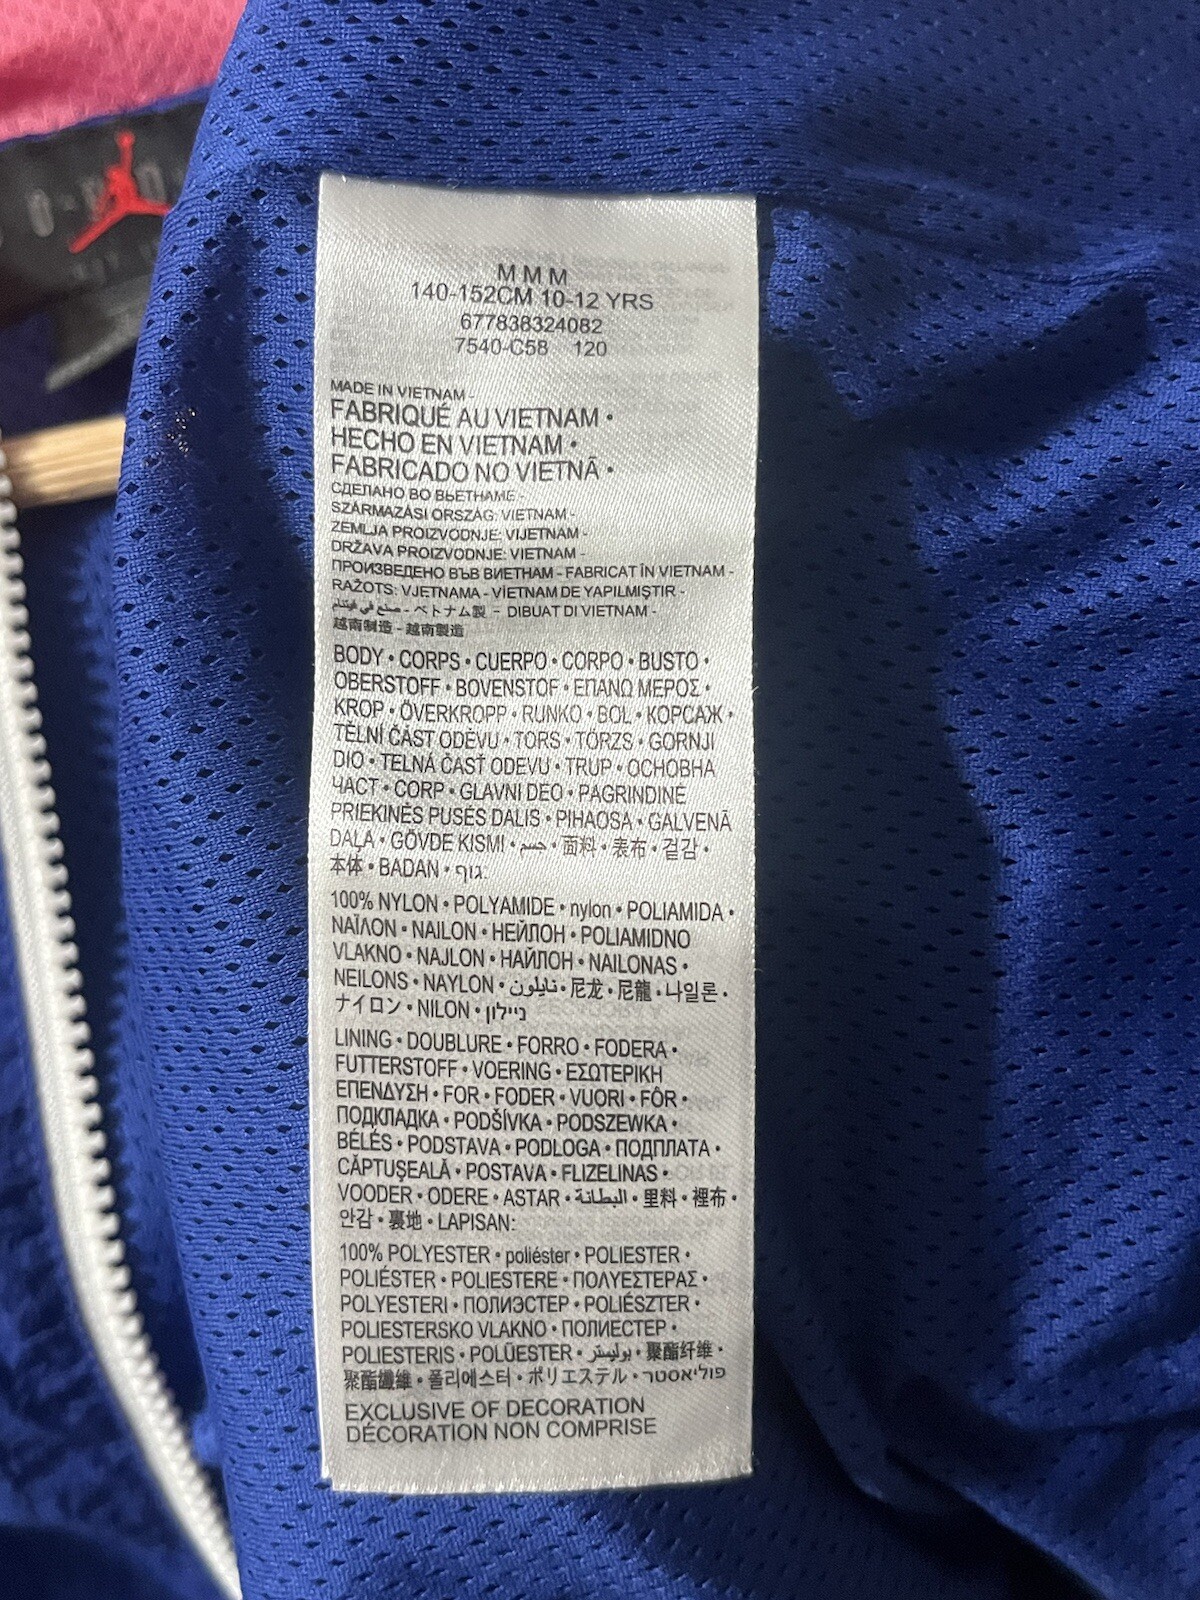 M M M
140-152CM 10-12 YRS
677838324082
7540-C58 120
MADE IN VIETNAM -
FABRIQUÉ AU VIETNAM •
HECHO EN VIETNAM •
FABRICADO NO VIETNÃ •
СДЕЛАНО ВО ВЬЕТНАМЕ -
SZÁRMAZÁSI ORSZÁG: VIETNAM -
ZEMLJA PROIZVODNJE: VIJETNAM -
DRŽAVA PROIZVODNJE: VIETNAM -
ПРОИЗВЕДЕНО ВЪВ ВИЕТНАМ - FABRICAT ÎN VIETNAM -
RAŽOTS: VJETNAMA - VİETNAM DE YAPILMIŞTIR -
صنع في فيتنام - ベトナム製 - DIBUAT DI VIETNAM -
越南制造 - 越南製造
BODY • CORPS • CUERPO • CORPO • BUSTO •
OBERSTOFF • BOVENSTOF • ΕΠΑΝΩ ΜΕΡΟΣ •
KROP • ÖVERKROPP • RUNKO • BOL • КОРСАЖ •
TĚLNÍ ČÁST ODĚVU • TORS • TÖRZS • GORNJI
DIO • TELNÁ ČASŤ ODEVU • TRUP • ОСНОВНА
ЧАСТ • CORP • GLAVNI DEO • PAGRINDINĖ
PRIEKINĖS PUSĖS DALIS • PIHAOSA • GALVENĀ
DAĻA • GÖVDE KISMI • جسم • 面料 • 表布 • 겉감 •
本体 • BADAN • גוף:
100% NYLON • POLYAMIDE • nylon • POLIAMIDA •
ΝΑΪΛΟΝ • NAILON • НЕЙЛОН • POLIAMIDNO
VLAKNO • NAJLON • НАЙЛОН • NAILONAS •
NEILONS • NAYLON • نايلون • 尼龙 • 尼龍 • 나일론 •
ナイロン • NILON • ניילון
LINING • DOUBLURE • FORRO • FODERA •
FUTTERSTOFF • VOERING • ΕΣΩΤΕΡΙΚΗ
ΕΠΕΝΔΥΣΗ • FOR • FODER • VUORI • FÔR •
ПОДКЛАДКА • PODŠÍVKA • PODSZEWKA •
BÉLÉS • PODSTAVA • PODLOGA • ПОДПЛАТА •
CĂPTUȘEALĂ • POSTAVA • FLIZELINAS •
VOODER • ODERE • ASTAR • البطانة • 里料 • 裡布 •
안감 • 裏地 • LAPISAN:
100% POLYESTER • poliéster • POLIESTER •
POLIÉSTER • POLIESTERE • ΠΟΛΥΕΣΤΕΡΑΣ •
POLYESTERI • ПОЛИЭСТЕР • POLIÉSZTER •
POLIESTERSKO VLAKNO • ПОЛИЕСТЕР •
POLIESTERIS • POLÜESTER • بوليستر • 聚酯纤维 •
聚酯纖維 • 폴리에스터 • ポリエステル • פוליאסטר
EXCLUSIVE OF DECORATION
DÉCORATION NON COMPRISE